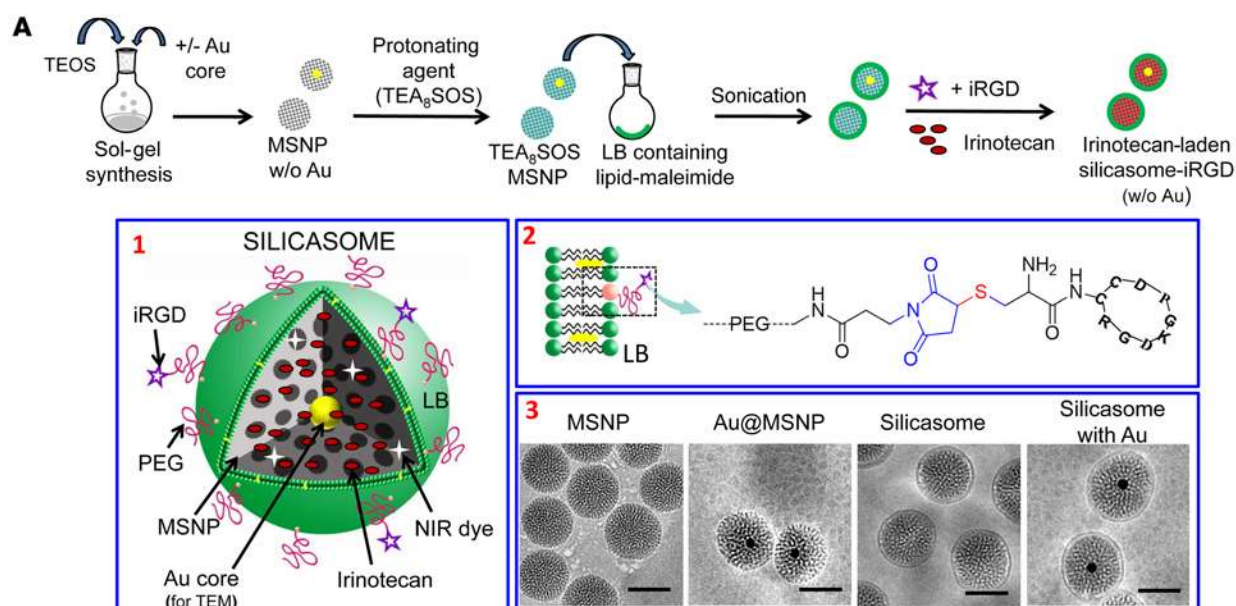 A
TEOS
+/- Au
core
Sol-gel
synthesis
MSNP
w/o Au
Protonating
agent
(TEA₈SOS)
TEA₈SOS
MSNP
LB containing
lipid-maleimide
Sonication
+ iRGD
Irinotecan
Irinotecan-laden
silicasome-iRGD
(w/o Au)
1
SILICASOME
iRGD
LB
PEG
MSNP
NIR dye
Au core
(for TEM)
Irinotecan
2
LB
PEG
H
N
O
N
O
O
S
NH₂
O
H
N
C
C
D
P
G
K
D
G
R
3
MSNP
Au@MSNP
Silicasome
Silicasome
with Au